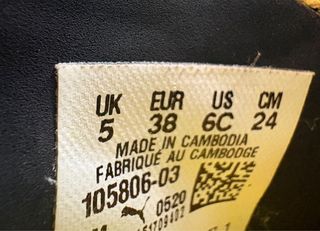 UK EUR US CM
5 38 6C 24
MADE IN CAMBODIA
FABRIQUÉ AU CAMBODGE
105806-03
0520